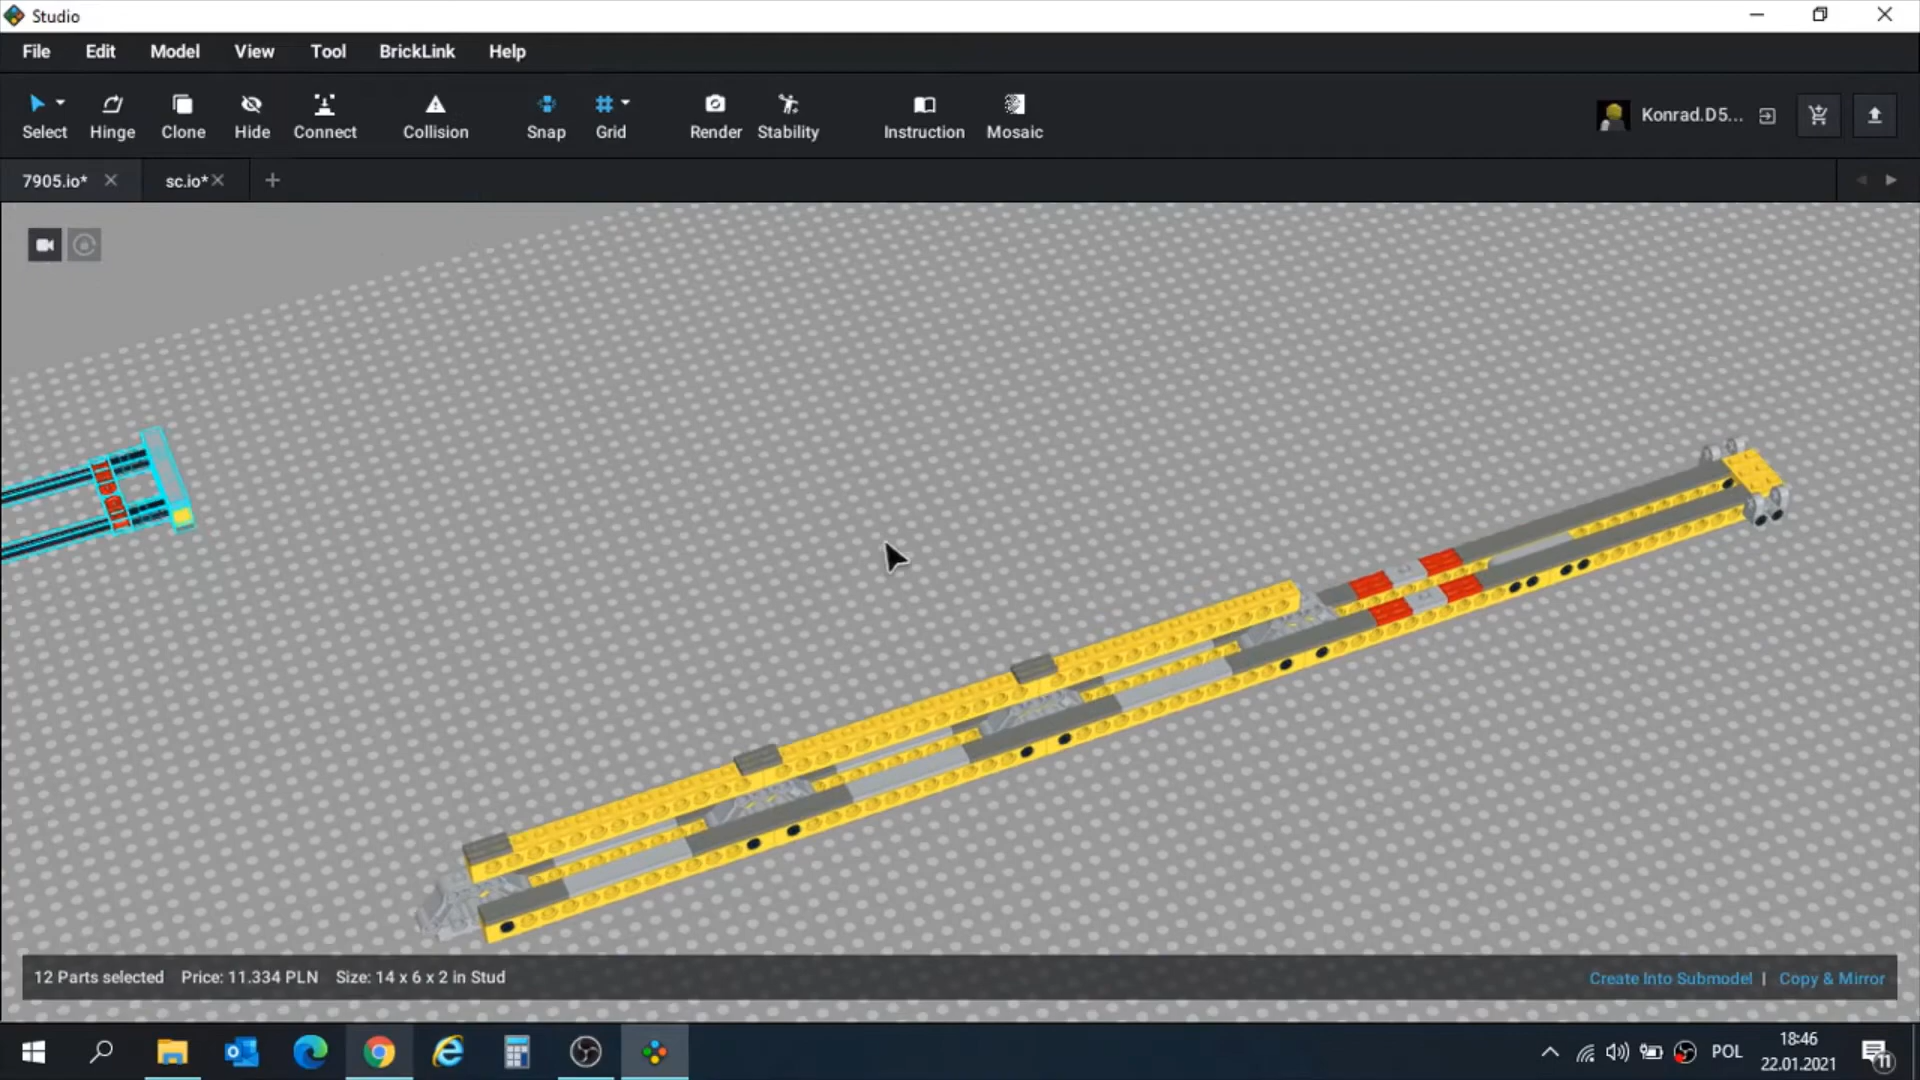 Studio
File Edit Model View Tool BrickLink Help
Select Hinge Clone Hide Connect Collision Snap Grid Render Stability Instruction Mosaic
Konrad.D5...
7905.io* sc.io*
12 Parts selected Price: 11.334 PLN Size: 14 x 6 x 2 in Stud
Create Into Submodel | Copy & Mirror
POL
18:46
22.01.2021
11